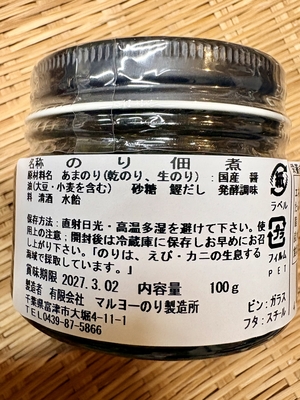 名称 のり佃煮
原材料名 あまのり(乾のり、生のり):国産 醤
油(大豆・小麦を含む) 砂糖 鰹だし 発酵調味
料 清酒 水飴
保存方法:直射日光・高温多湿を避けて下さい。使
用上の注意:開封後は冷蔵庫に保存しお早めにお召
し上がり下さい。「のりは、えび・カニの生息する
海域で採取しています。」
賞味期限 2027.3.02 内容量 100g
製造者 有限会社 マルヨーのり製造所
千葉県富津市大堀4-11-1
TEL0439-87-5866
ラベル
フィルム
PET
ビン:ガラス
フタ:スチール